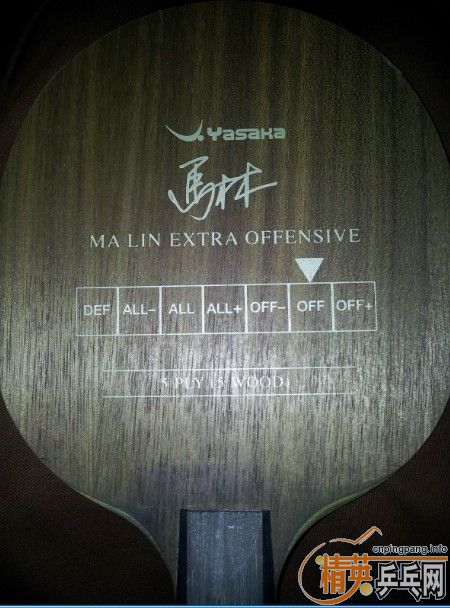 Yasaka
馬林
MA LIN EXTRA OFFENSIVE
DEF ALL- ALL ALL+ OFF- OFF OFF+
5 PLY (5 WOOD)
cnpingpang.info
精英乒乓网